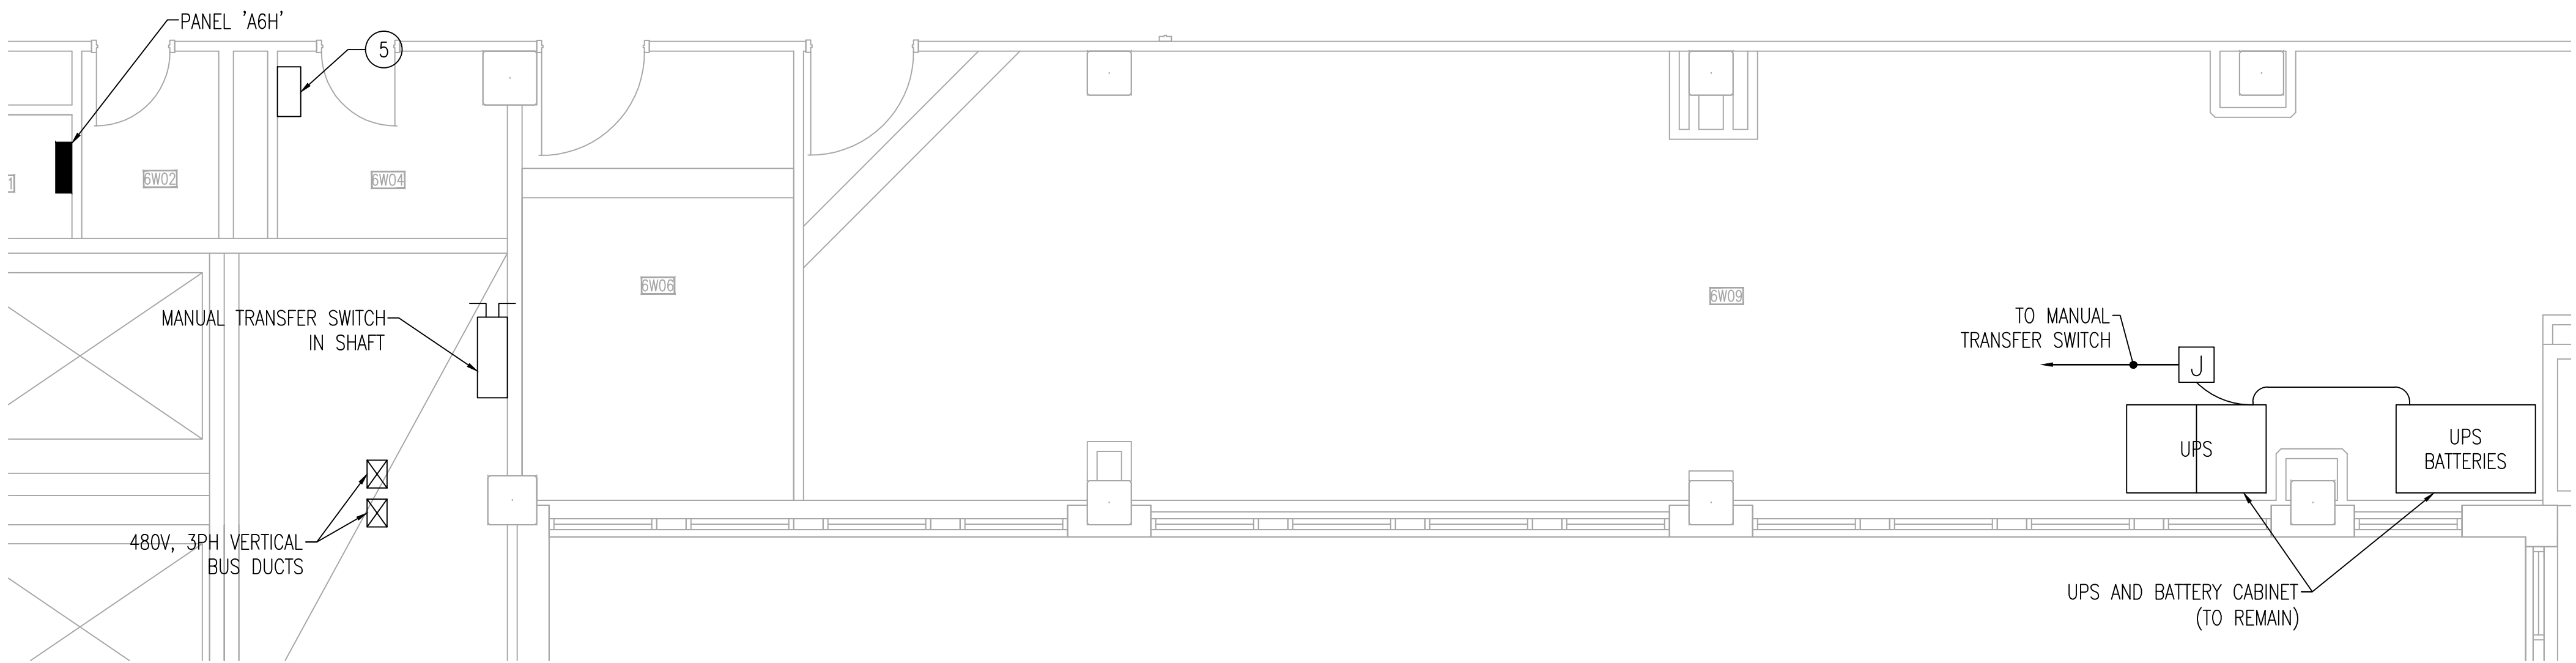 PANEL 'A6H'
5
1
6W02
6W04
6W06
6W09
MANUAL TRANSFER SWITCH
IN SHAFT
TO MANUAL
TRANSFER SWITCH
J
UPS
UPS
BATTERIES
480V, 3PH VERTICAL
BUS DUCTS
UPS AND BATTERY CABINET
(TO REMAIN)